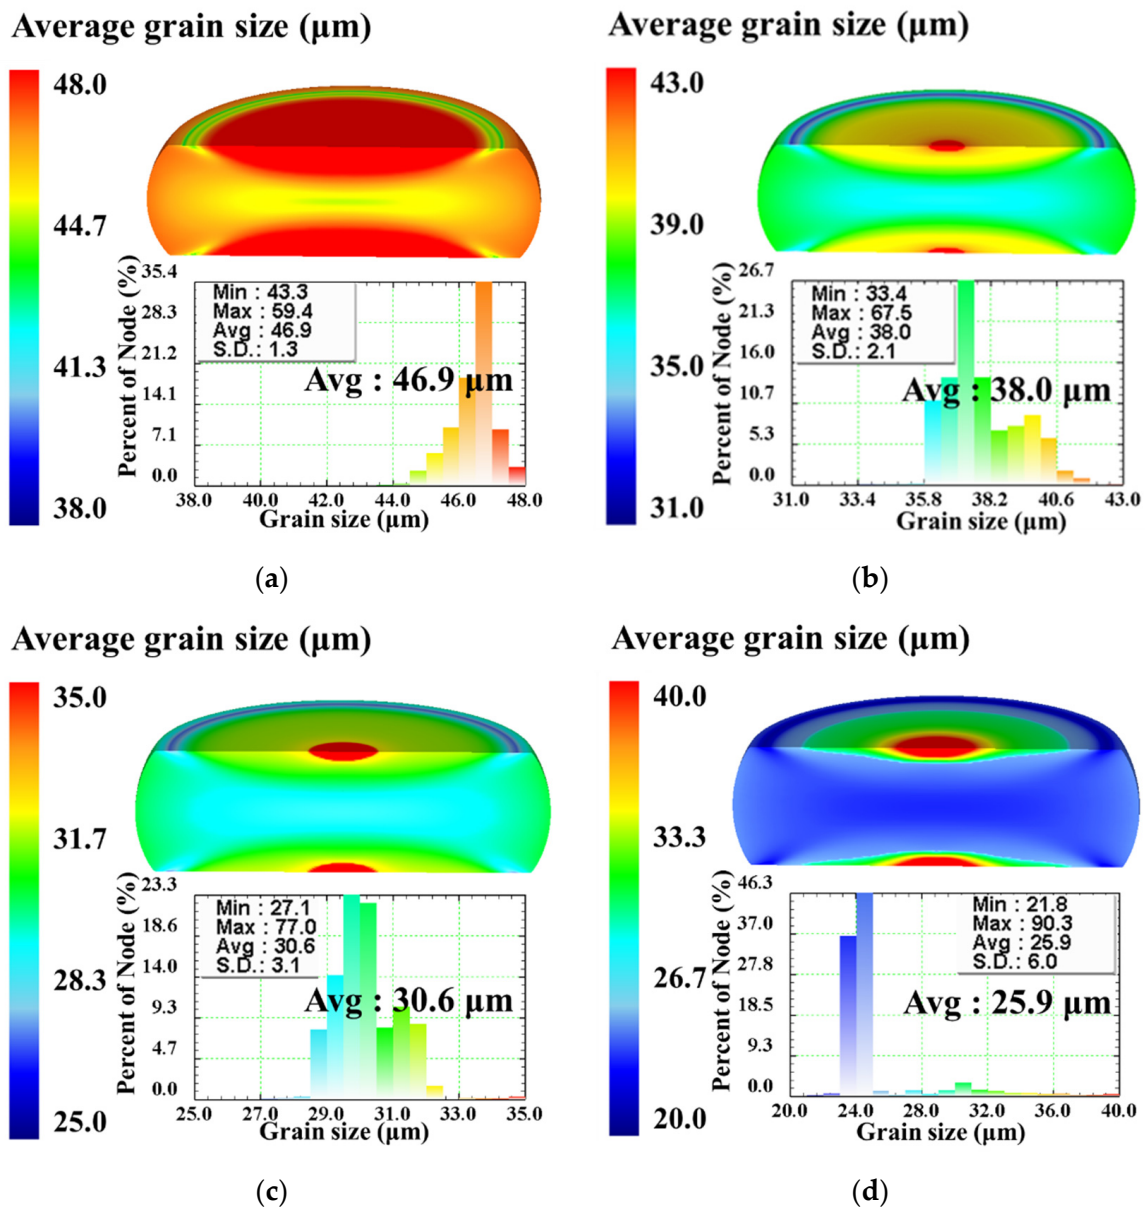 Average grain size (μm)
48.0
44.7
41.3
38.0
Percent of Node (%)
35.4
28.3
21.2
14.1
7.1
0.0
Min : 43.3
Max : 59.4
Avg : 46.9
S.D. : 1.3
Avg : 46.9 μm
38.0 40.0 42.0 44.0 46.0 48.0
Grain size (μm)
(a)
Average grain size (μm)
43.0
39.0
35.0
31.0
Percent of Node (%)
26.7
21.3
16.0
10.7
5.3
0.0
Min : 33.4
Max : 67.5
Avg : 38.0
S.D. : 2.1
Avg : 38.0 μm
31.0 33.4 35.8 38.2 40.6 43.0
Grain size (μm)
(b)
Average grain size (μm)
35.0
31.7
28.3
25.0
Percent of Node (%)
23.3
18.6
14.0
9.3
4.7
0.0
Min : 27.1
Max : 77.0
Avg : 30.6
S.D. : 3.1
Avg : 30.6 μm
25.0 27.0 29.0 31.0 33.0 35.0
Grain size (μm)
(c)
Average grain size (μm)
40.0
33.3
26.7
20.0
Percent of Node (%)
46.3
37.0
27.8
18.5
9.3
0.0
Min : 21.8
Max : 90.3
Avg : 25.9
S.D. : 6.0
Avg : 25.9 μm
20.0 24.0 28.0 32.0 36.0 40.0
Grain size (μm)
(d)